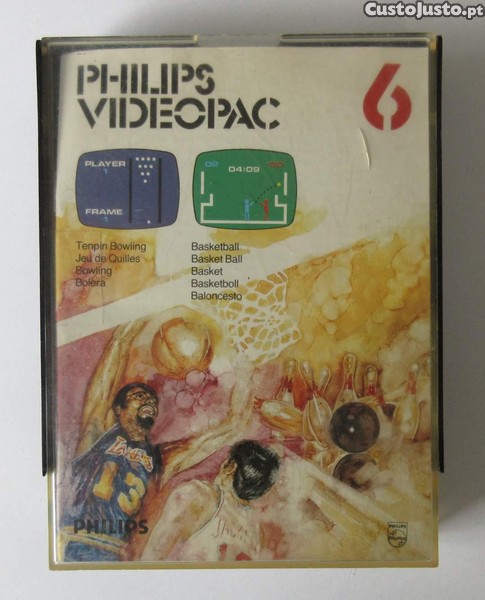 CustoJusto.pt
PHILIPS
VIDEOPAC
6
PLAYER
1
FRAME
1
02
04:09
Tenpin Bowling
Jeu de Quilles
Bowling
Bolera
Basketball
Basket Ball
Basket
Basketboll
Baloncesto
Lakers
13
PHILIPS